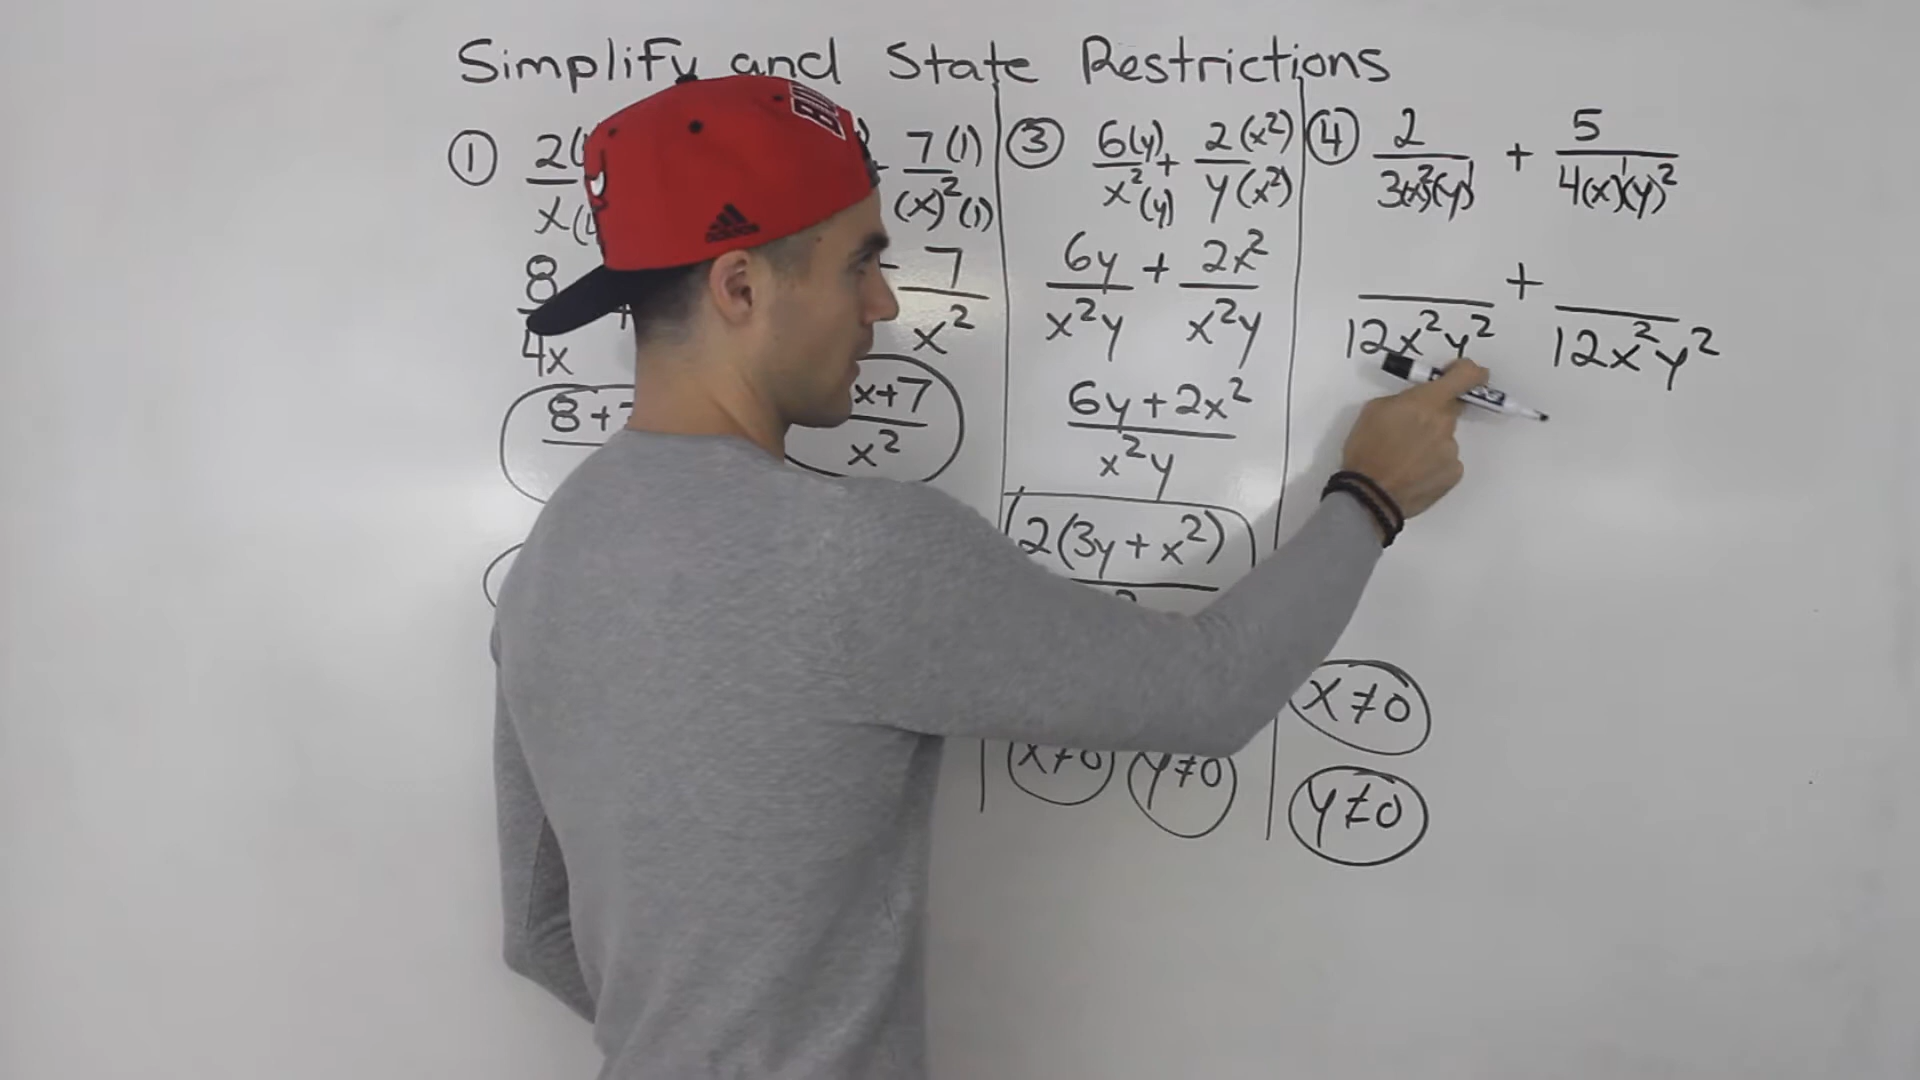 Simplify and State Restrictions
① 2(
x(
7(1)
(x)²(1)
8
4x
- 7
x²
8+
x+7
x²
③ 6(y) + 2(x²)
x²(y) y(x²)
6y + 2x²
x²y x²y
6y+2x²
x²y
2(3y+x²)
x≠0 y≠0
④ 2 + 5
3(x)²(y)¹ 4(x)¹(y)²
+
12x²y² 12x²y²
x≠0
y≠0